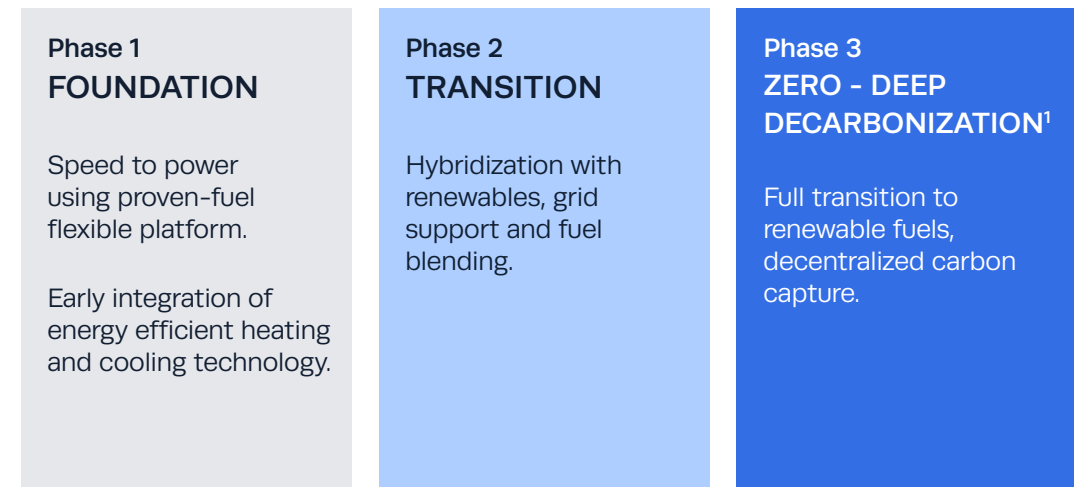 Phase 1
FOUNDATION
Speed to power
using proven-fuel
flexible platform.
Early integration of
energy efficient heating
and cooling technology.
Phase 2
TRANSITION
Hybridization with
renewables, grid
support and fuel
blending.
Phase 3
ZERO - DEEP
DECARBONIZATION¹
Full transition to
renewable fuels,
decentralized carbon
capture.